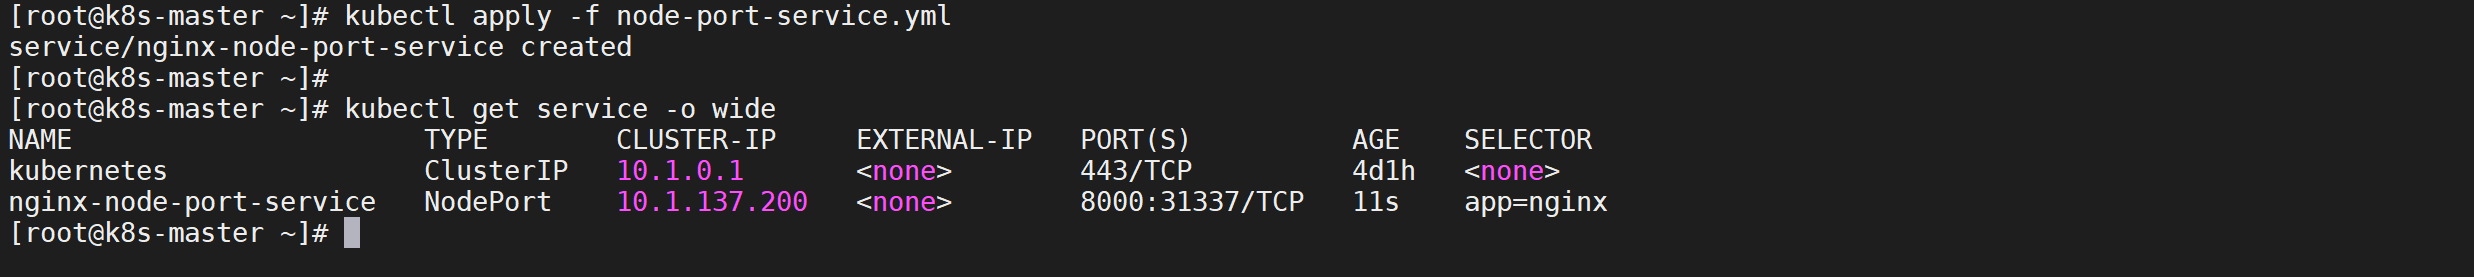 [root@k8s-master ~]# kubectl apply -f node-port-service.yml
service/nginx-node-port-service created
[root@k8s-master ~]#
[root@k8s-master ~]# kubectl get service -o wide
NAME                      TYPE        CLUSTER-IP     EXTERNAL-IP   PORT(S)          AGE    SELECTOR
kubernetes                ClusterIP   10.1.0.1       <none>        443/TCP          4d1h   <none>
nginx-node-port-service   NodePort    10.1.137.200   <none>        8000:31337/TCP   11s    app=nginx
[root@k8s-master ~]#